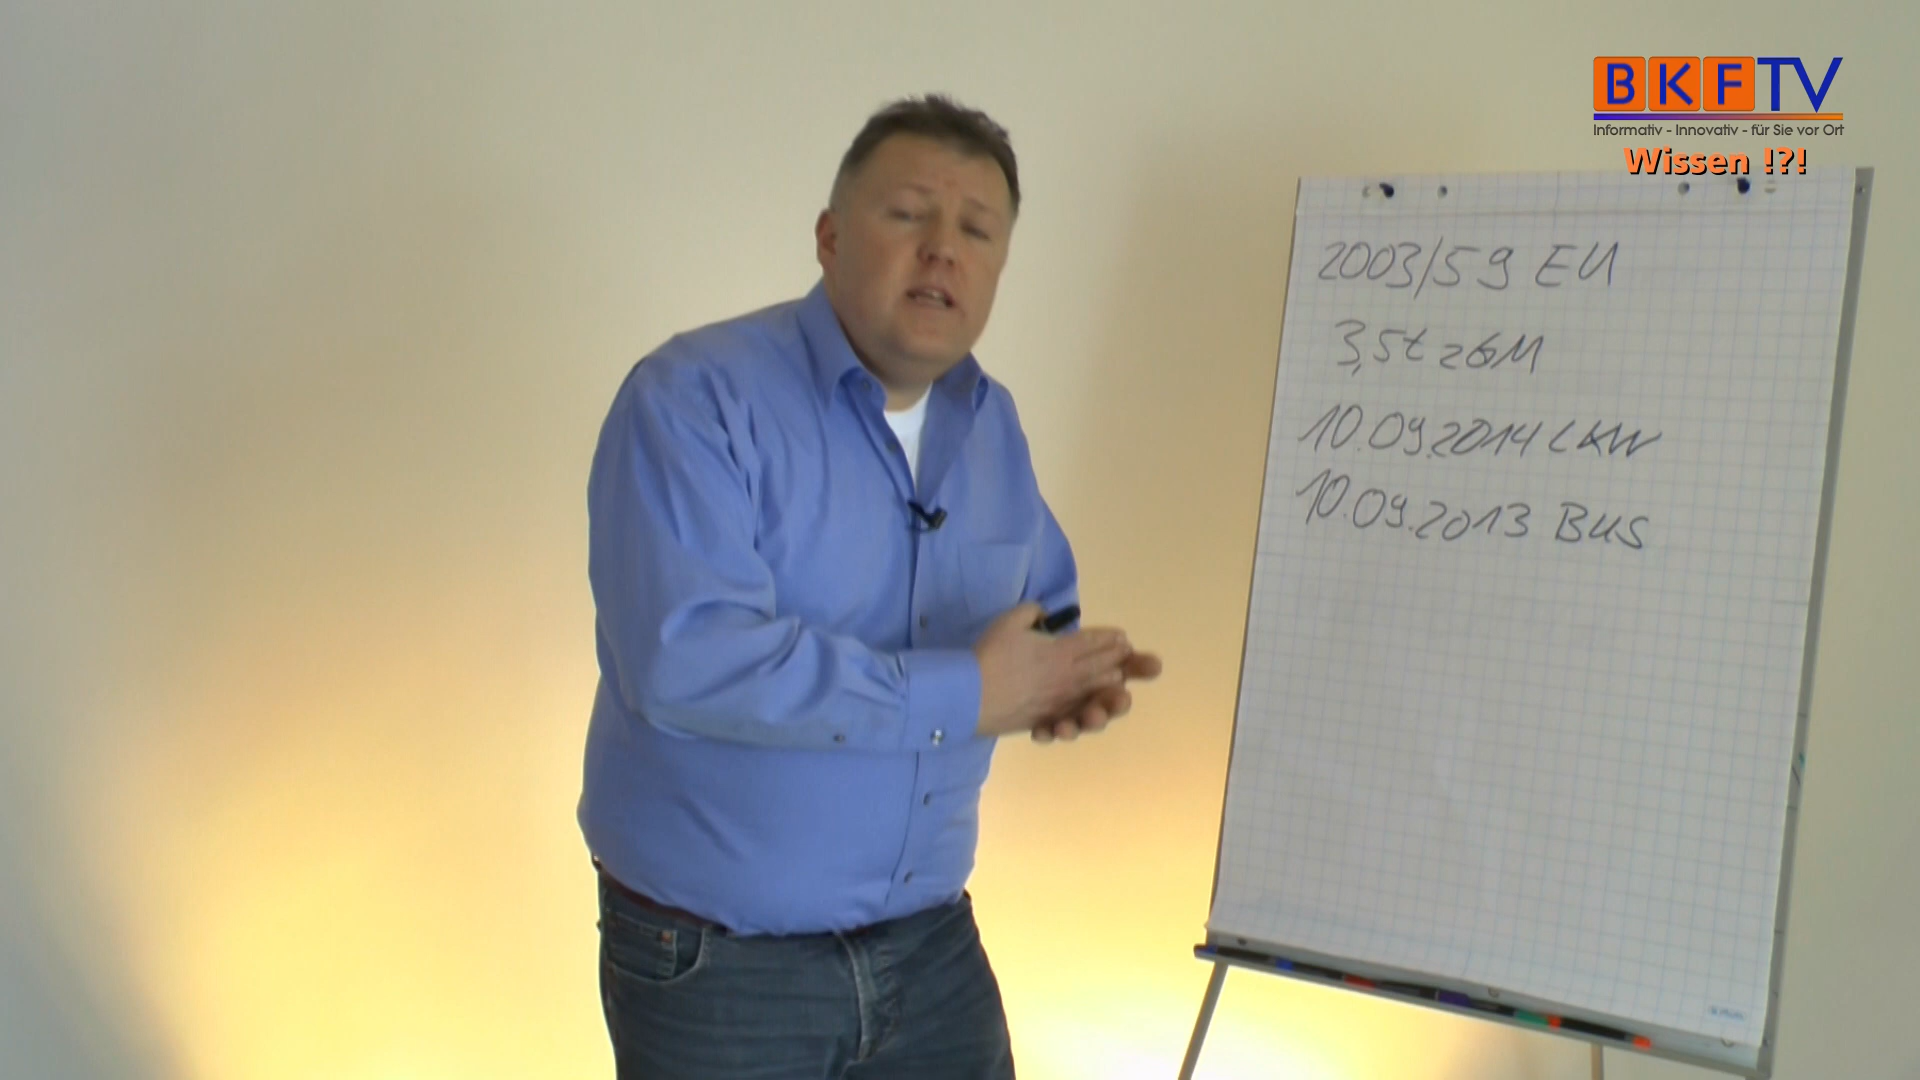 BKFTV
Informativ - Innovativ - für Sie vor Ort
Wissen !?!
2003/59 EU
3,5t zGM
10.09.2014 LKW
10.09.2013 BUS